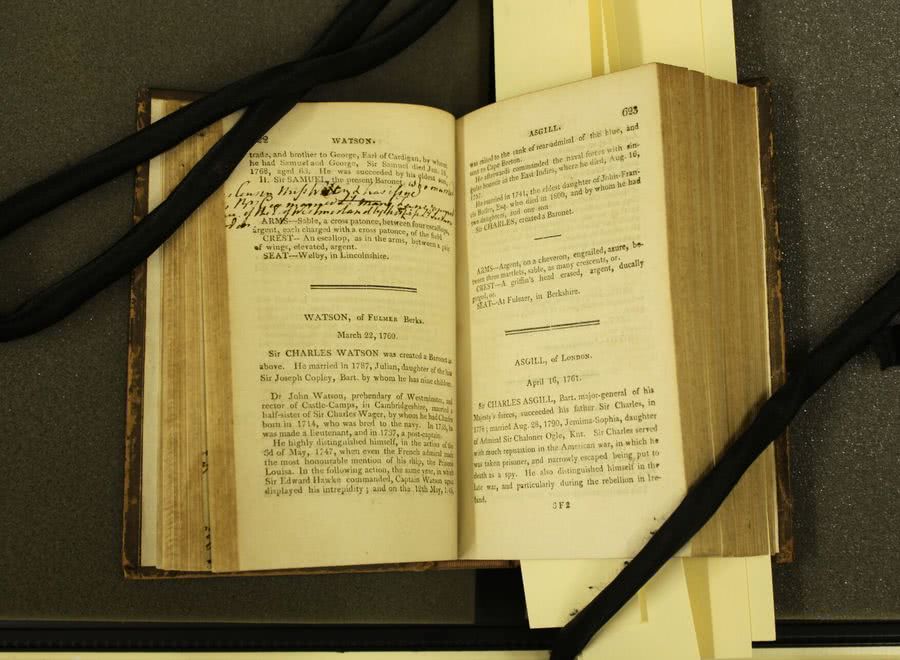 WATSON.
trade, and brother to George, Earl of Cardigan, by whom
he had Samuel and George, Sir Samuel died Jan.
1768, aged 63. He was succeeded by his eldest son,
II. Sir SAMUEL, the present Baronet, who married
ARMS—Sable, a cross patonce, between four escallops,
argent, each charged with a cross patonce, of the field
CREST—An escallop, as in the arms, between a pair
of wings, elevated, argent.
SEAT—Welby, in Lincolnshire.
WATSON, of FULMER Berks.
March 22, 1760.
Sir CHARLES WATSON was created a Baronet as
above. He married in 1787, Julian, daughter of the late
Sir Joseph Copley, Bart. by whom he has nine children.
Dr John Watson, prebendary of Westminster, and
rector of Castle-Camps, in Cambridgeshire, married a
half-sister of Sir Charles Wager, by whom he had Charles
born in 1714, who was bred to the navy. In
was made a lieutenant, and in 1737, a post-captain.
He highly distinguished himself, in the action of the
3d of May, 1747, when even the French admiral made
the most honourable mention of his ship, the Princess
Louisa. In the following action, the same year, in which
Sir Edward Hawke commanded, Captain Watson again
displayed his intrepidity; and on the 12th May,
ASGILL.
623
was raised to the rank of rear-admiral of the blue, and
sent to Cape Breton.
He afterwards commanded the naval forces with sin-
gular honour in the East Indies, where he died, Aug. 16,
1757.
He married in 1741, the eldest daughter of John-Fran-
cis Buller, Esq. who died in 1800, and by whom he had
two daughters, and one son
Sir CHARLES, created a Baronet.
ARMS—Argent, on a cheveron, engrailed, azure, be-
tween three martlets, sable, as many crescents, or.
CREST—A griffin's head erased, argent, ducally
gorged, or.
SEAT—At Fulmer, in Berkshire.
ASGILL, of LONDON.
April 16, 1761.
Sir CHARLES ASGILL, Bart. major-general of his
Majesty's forces, succeeded his father Sir Charles, in
1778; married Aug. 28, 1790, Jemima-Sophia, daughter
of Admiral Sir Chaloner Ogle, Knt. Sir Charles served
with much reputation in the American war, in which he
was taken prisoner, and narrowly escaped being put to
death as a spy. He also distinguished himself in the
late war, and particularly during the rebellion in Ire-
land.
3 F 2